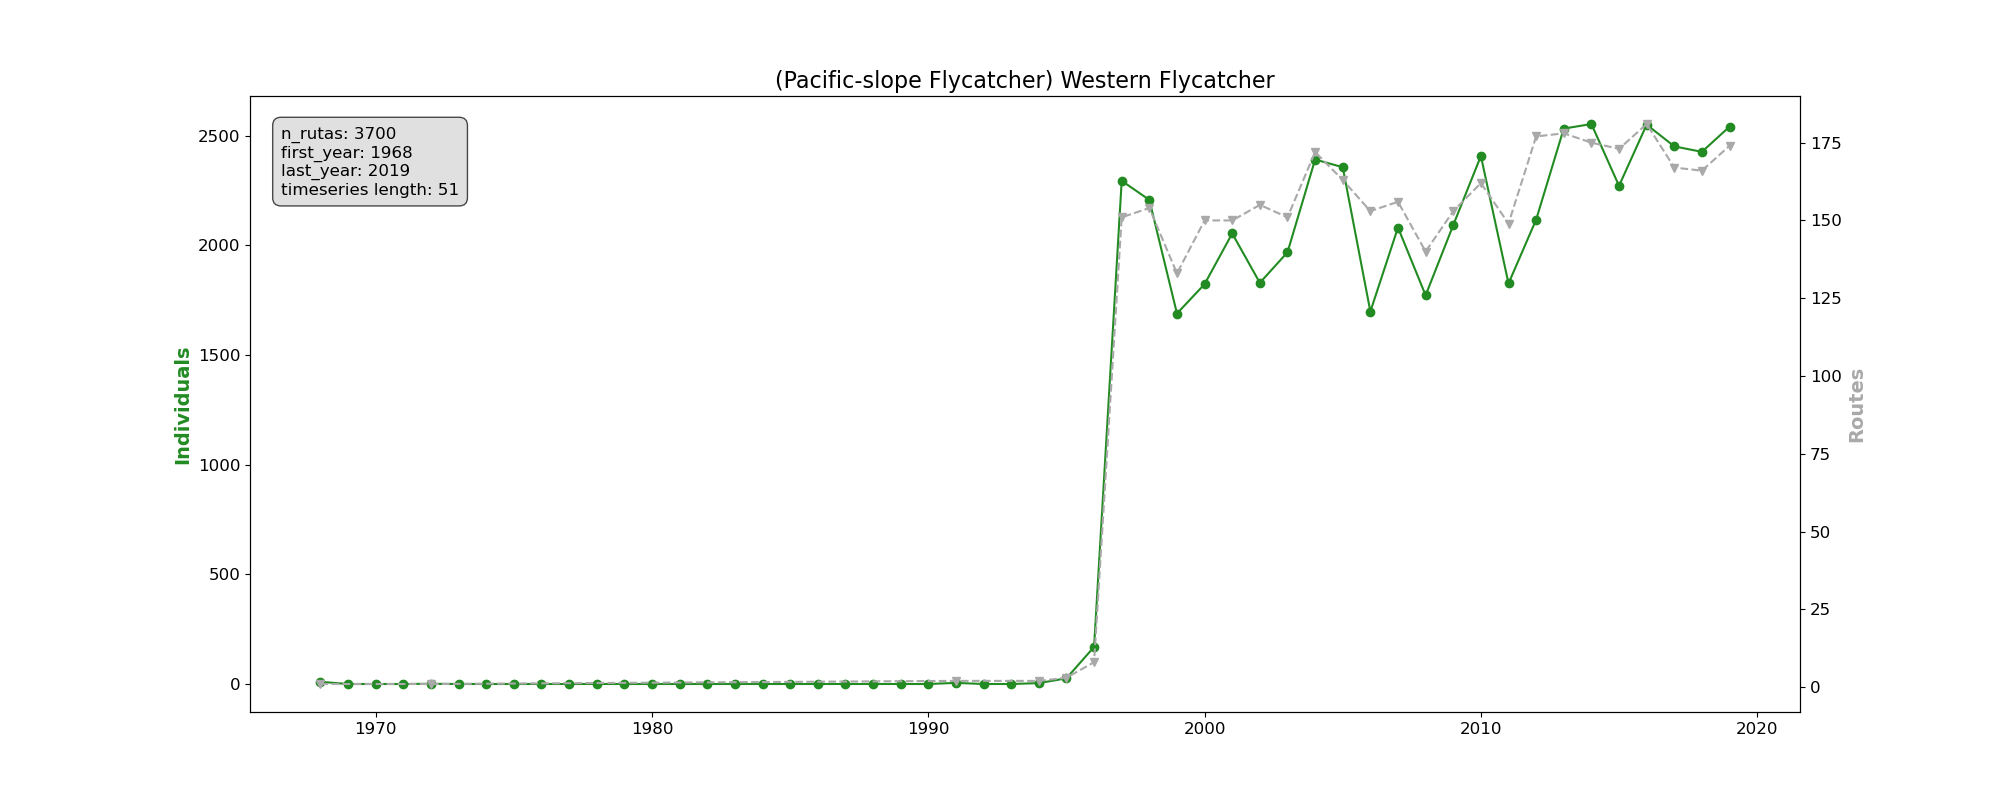 (Pacific-slope Flycatcher) Western Flycatcher
n_rutas: 3700
first_year: 1968
last_year: 2019
timeseries length: 51
Individuals
2500
2000
1500
1000
500
0
Routes
175
150
125
100
75
50
25
0
1970 1980 1990 2000 2010 2020